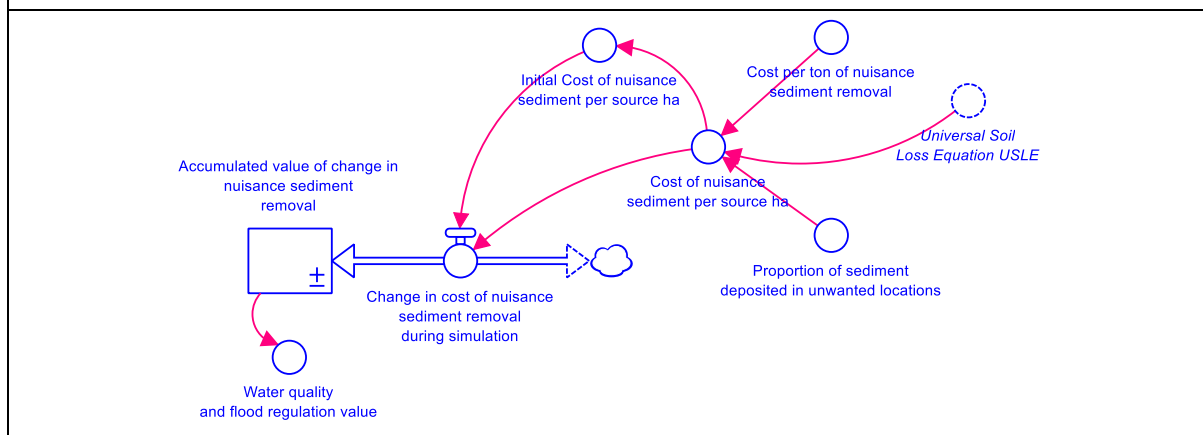 Initial Cost of nuisance
sediment per source ha
Cost per ton of nuisance
sediment removal
Universal Soil
Loss Equation USLE
Accumulated value of change in
nuisance sediment
removal
Cost of nuisance
sediment per source ha
±
Change in cost of nuisance
sediment removal
during simulation
Proportion of sediment
deposited in unwanted locations
Water quality
and flood regulation value